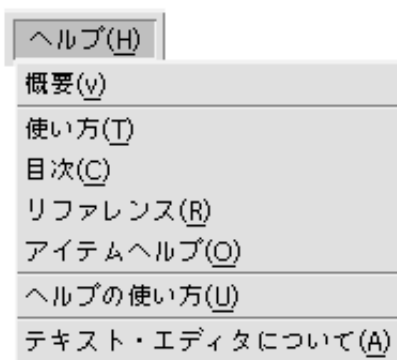 ヘルプ(H)
概要(v)
使い方(T)
目次(C)
リファレンス(R)
アイテムヘルプ(O)
ヘルプの使い方(U)
テキスト・エディタについて(A)